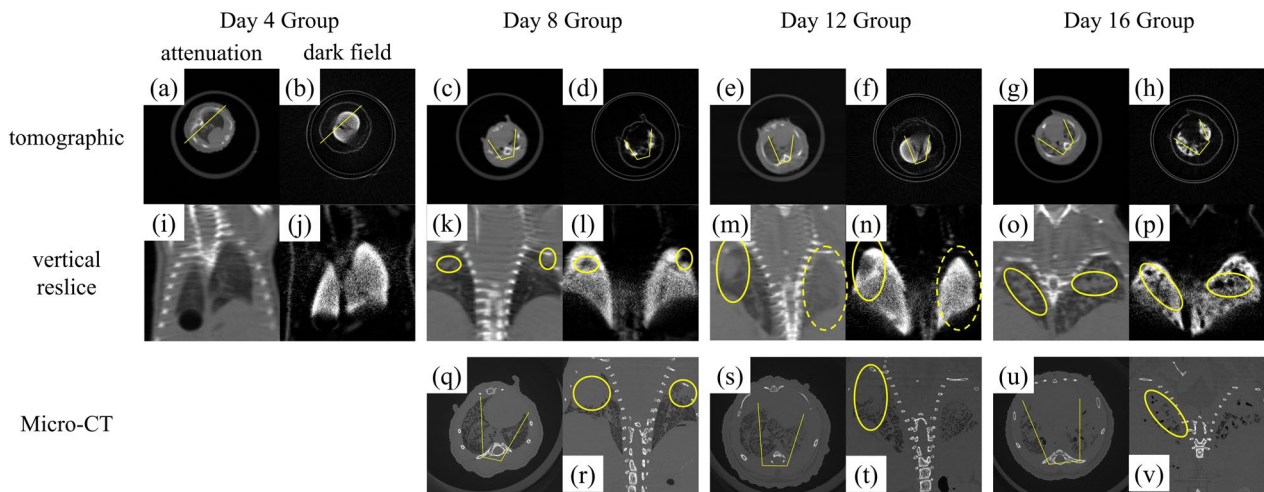 Day 4 Group Day 8 Group Day 12 Group Day 16 Group
attenuation dark field
tomographic (a) (b) (c) (d) (e) (f) (g) (h)
vertical reslice (i) (j) (k) (l) (m) (n) (o) (p)
Micro-CT (q) (r) (s) (t) (u) (v)